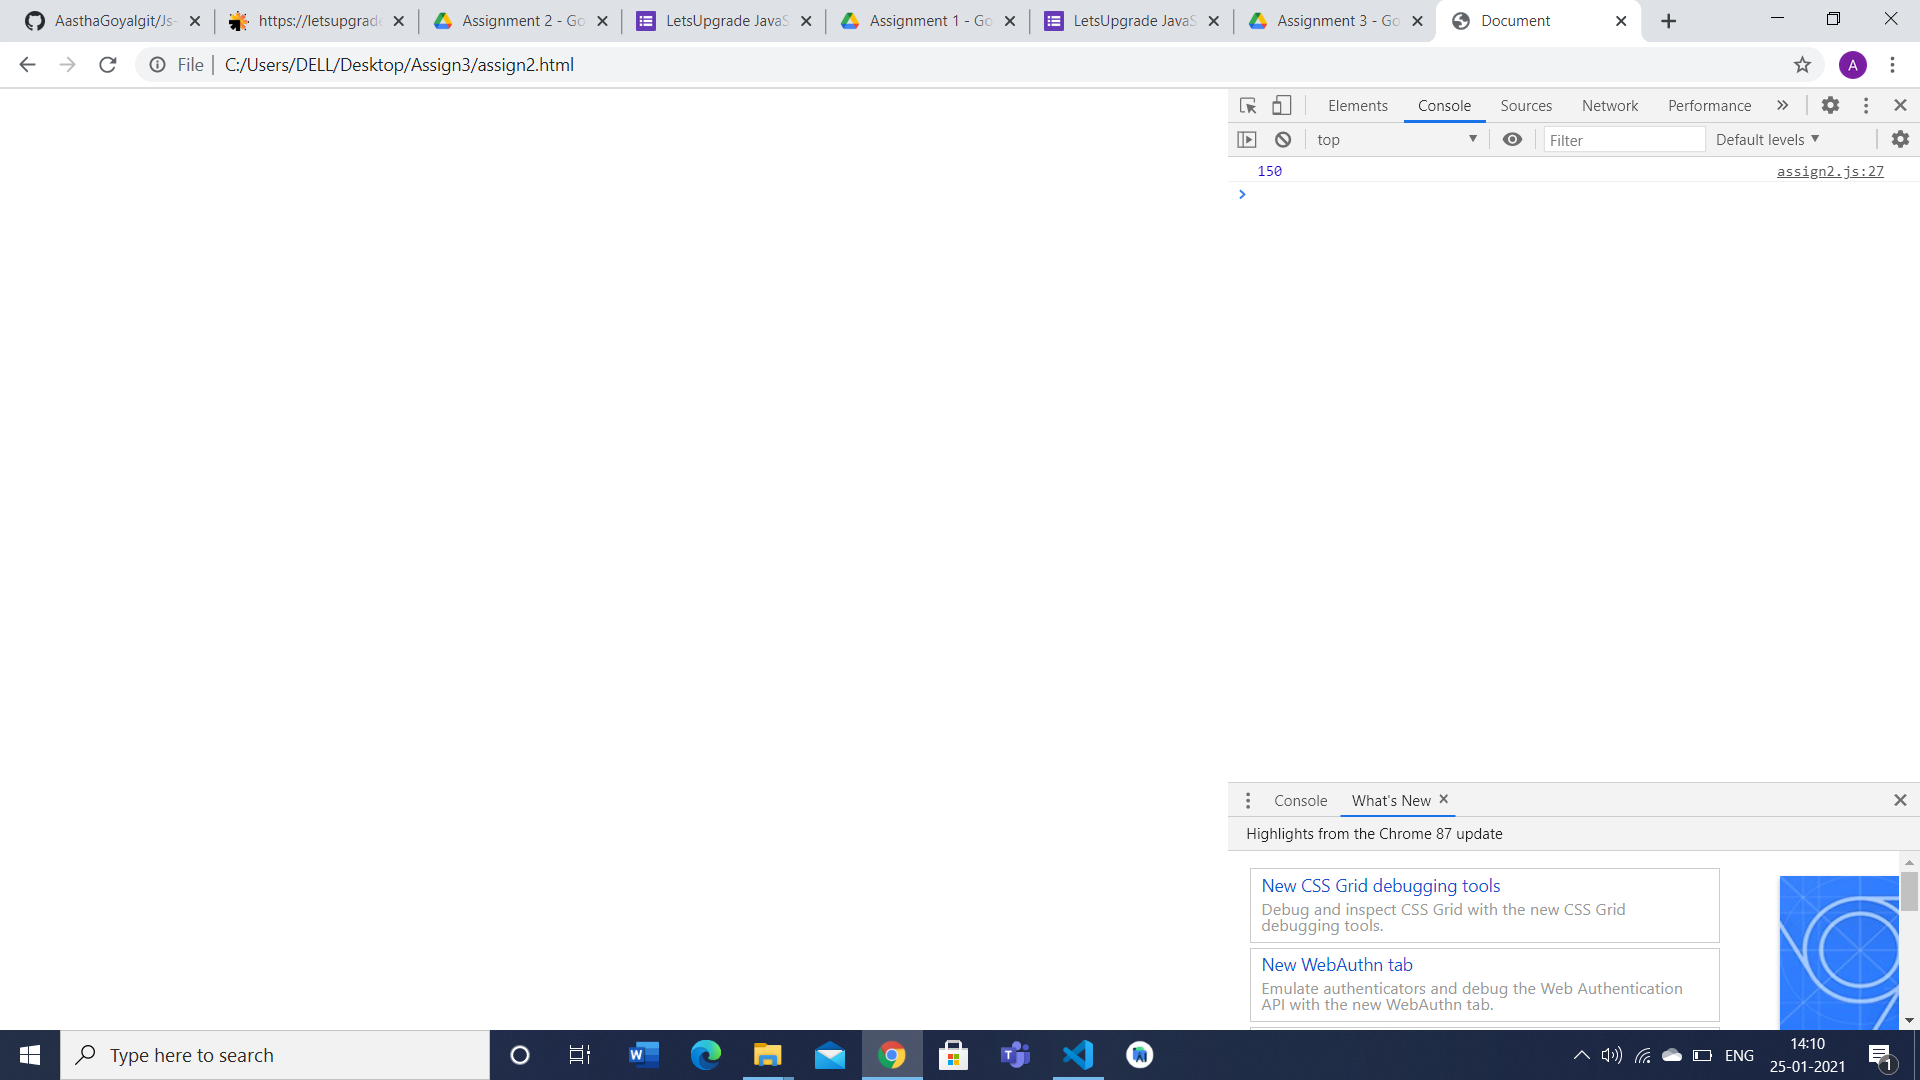 AasthaGoyalgit/Js-
https://letsupgrade
Assignment 2 - Go
LetsUpgrade JavaS
Assignment 1 - Go
LetsUpgrade JavaS
Assignment 3 - Go
Document
File
C:/Users/DELL/Desktop/Assign3/assign2.html
A
Elements
Console
Sources
Network
Performance
top
Filter
Default levels
150
assign2.js:27
Console
What's New
Highlights from the Chrome 87 update
New CSS Grid debugging tools
Debug and inspect CSS Grid with the new CSS Grid
debugging tools.
New WebAuthn tab
Emulate authenticators and debug the Web Authentication
API with the new WebAuthn tab.
Type here to search
ENG
14:10
25-01-2021
1